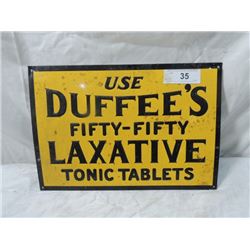 35
USE
DUFFEE'S
FIFTY-FIFTY
LAXATIVE
TONIC TABLETS